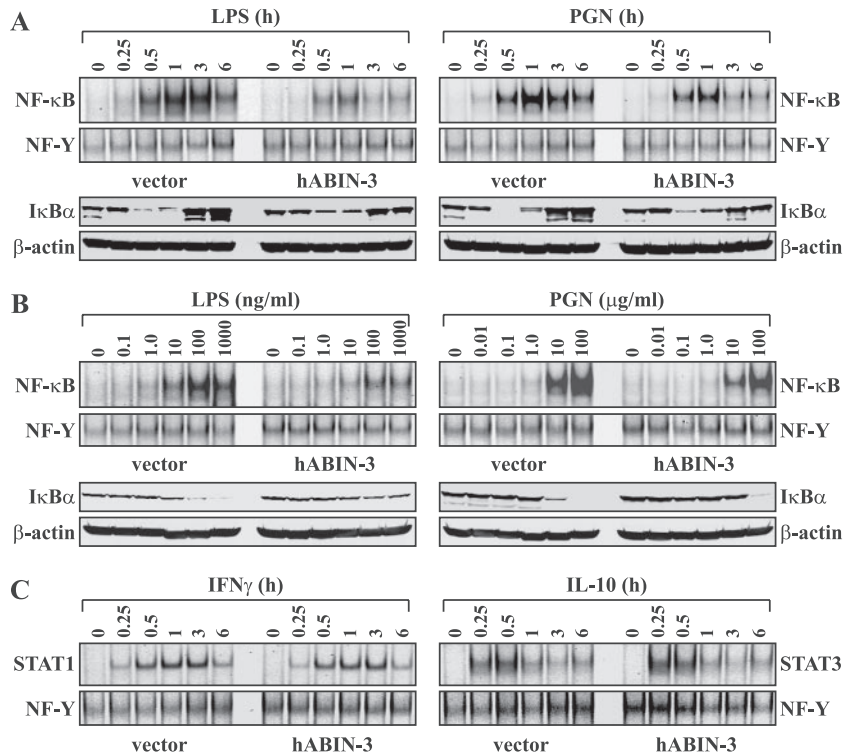 A
LPS (h) PGN (h)
0 0.25 0.5 1 3 6 0 0.25 0.5 1 3 6 0 0.25 0.5 1 3 6 0 0.25 0.5 1 3 6
NF-κB NF-κB
NF-Y NF-Y
vector hABIN-3 vector hABIN-3
IκBα IκBα
β-actin β-actin
B
LPS (ng/ml) PGN (μg/ml)
0 0.1 1.0 10 100 1000 0 0.1 1.0 10 100 1000 0 0.01 0.1 1.0 10 100 0 0.01 0.1 1.0 10 100
NF-κB NF-κB
NF-Y NF-Y
vector hABIN-3 vector hABIN-3
IκBα IκBα
β-actin β-actin
C
IFNγ (h) IL-10 (h)
0 0.25 0.5 1 3 6 0 0.25 0.5 1 3 6 0 0.25 0.5 1 3 6 0 0.25 0.5 1 3 6
STAT1 STAT3
NF-Y NF-Y
vector hABIN-3 vector hABIN-3